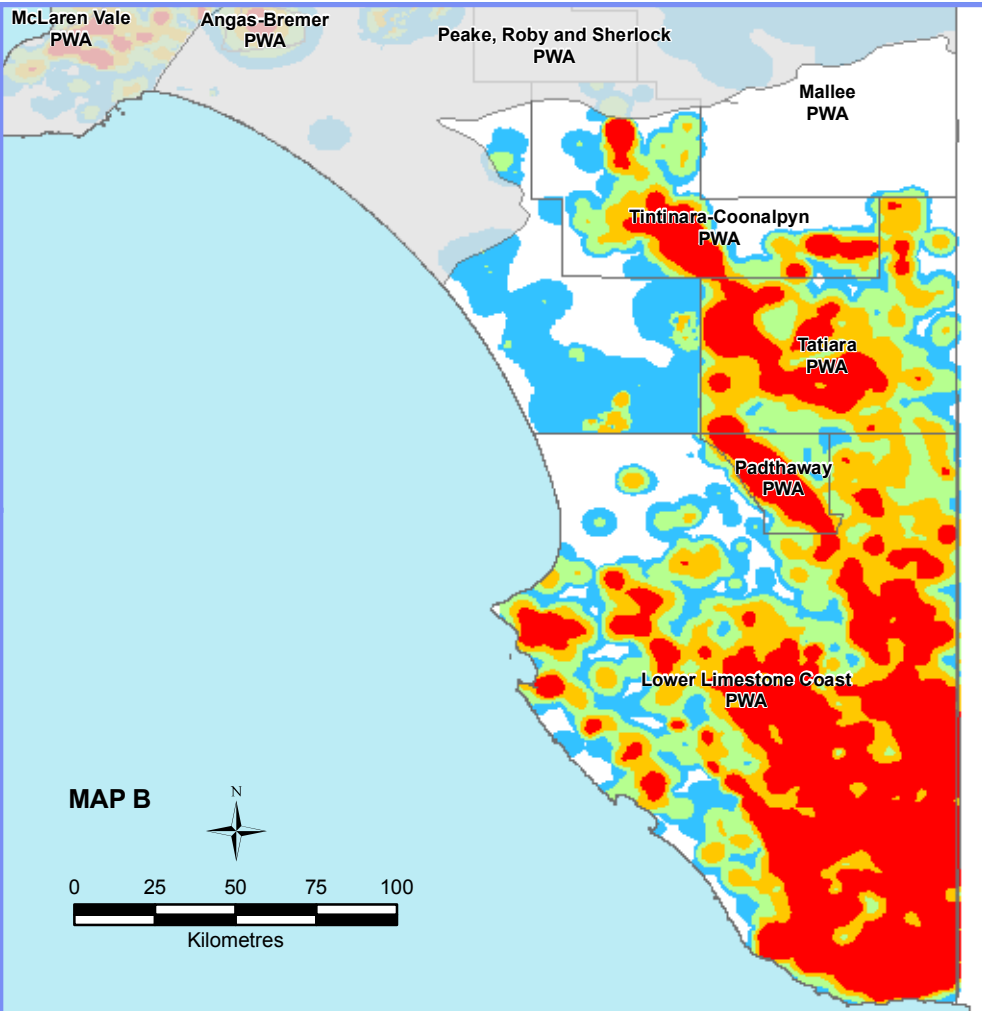 McLaren Vale
PWA
Angas-Bremer
PWA
Peake, Roby and Sherlock
PWA
Mallee
PWA
Tintinara-Coonalpyn
PWA
Tatiara
PWA
Padthaway
PWA
Lower Limestone Coast
PWA
MAP B
N
0 25 50 75 100
Kilometres